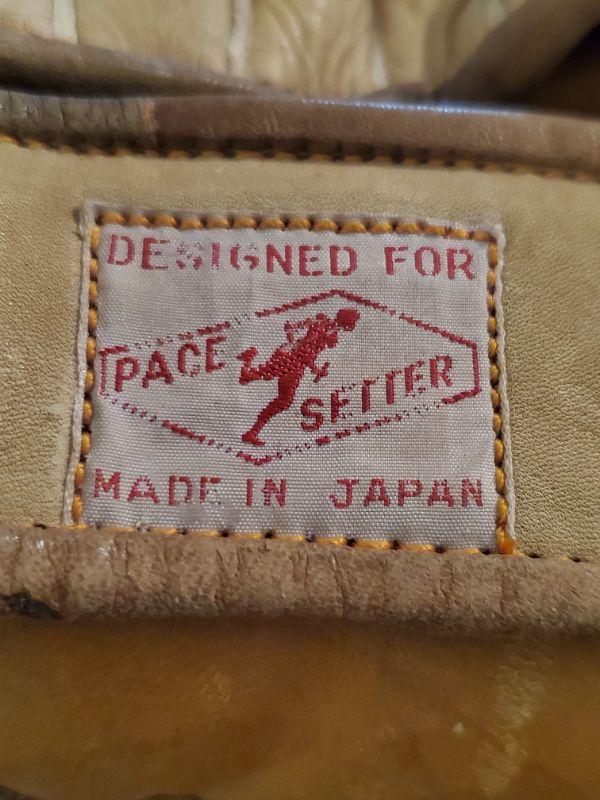 DESIGNED FOR
PACE SETTER
MADE IN JAPAN